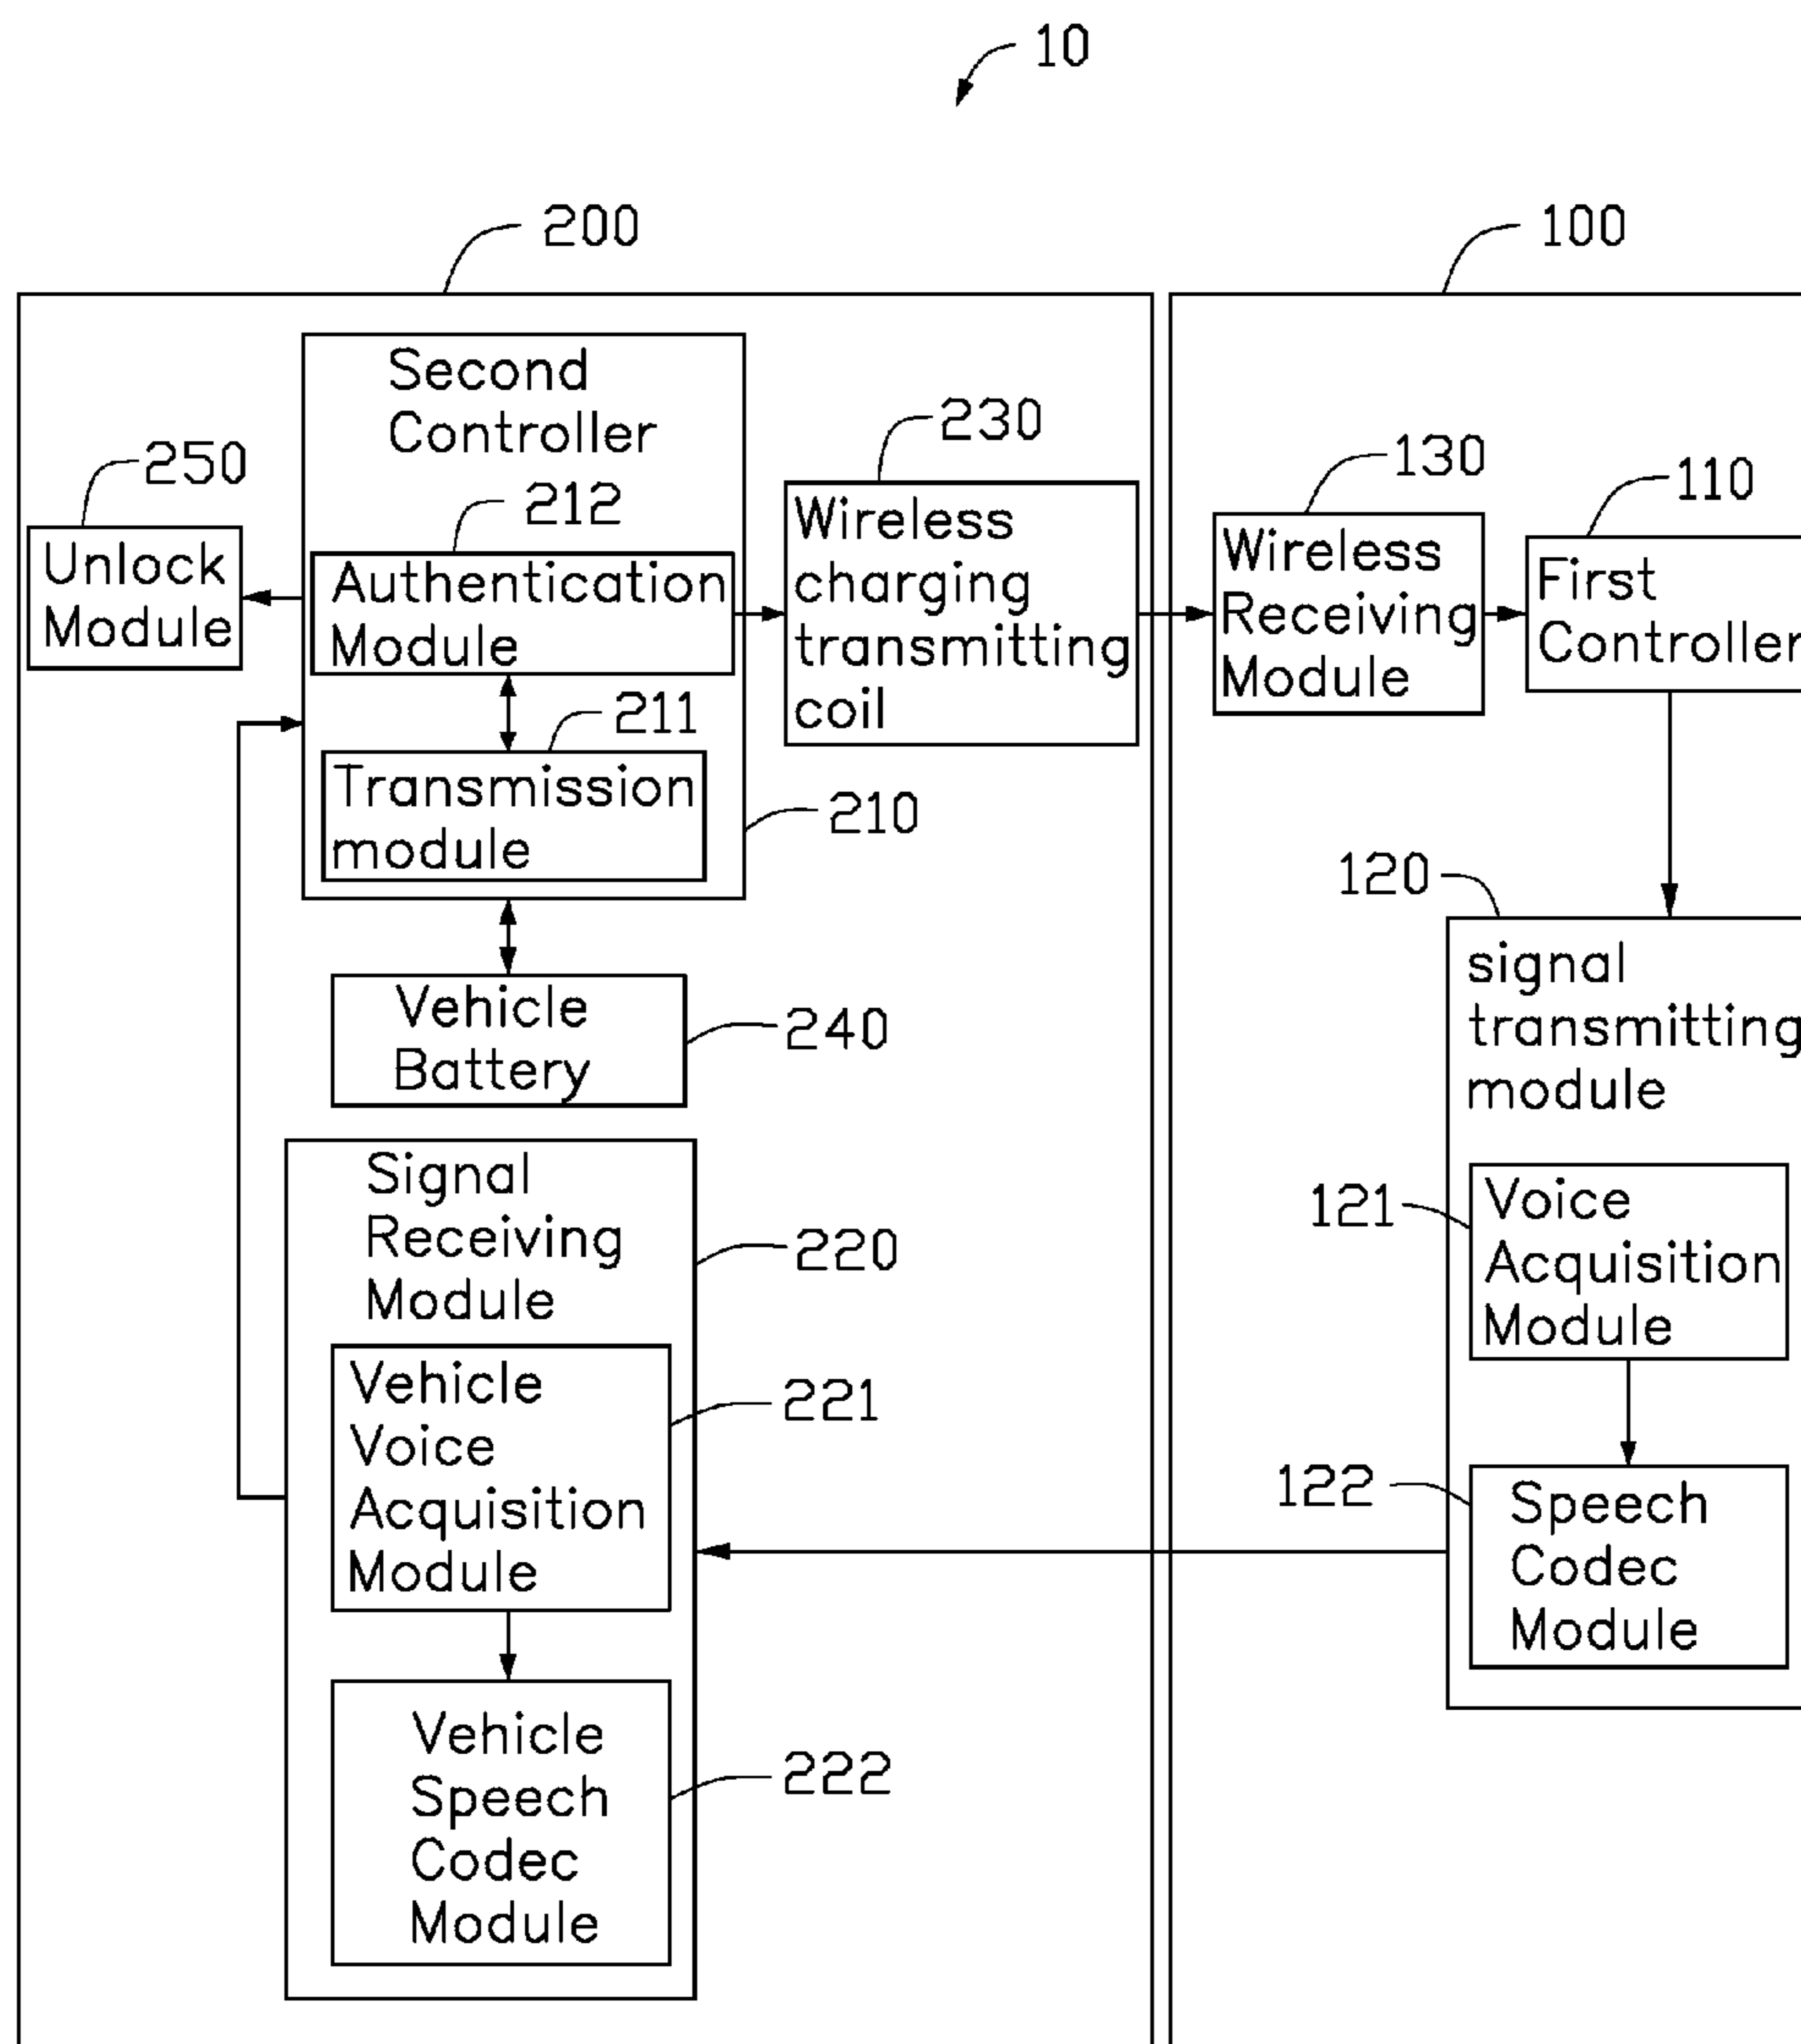 10
200
100
Second
Controller
230
250
130
110
212
Unlock
Module
Authentication
Module
Wireless
charging
transmitting
coil
Wireless
Receiving
Module
First
Controller
211
Transmission
module
210
120
signal
transmitting
module
Vehicle
Battery
240
Signal
Receiving
Module
220
121
Voice
Acquisition
Module
Vehicle
Voice
Acquisition
Module
221
122
Speech
Codec
Module
Vehicle
Speech
Codec
Module
222